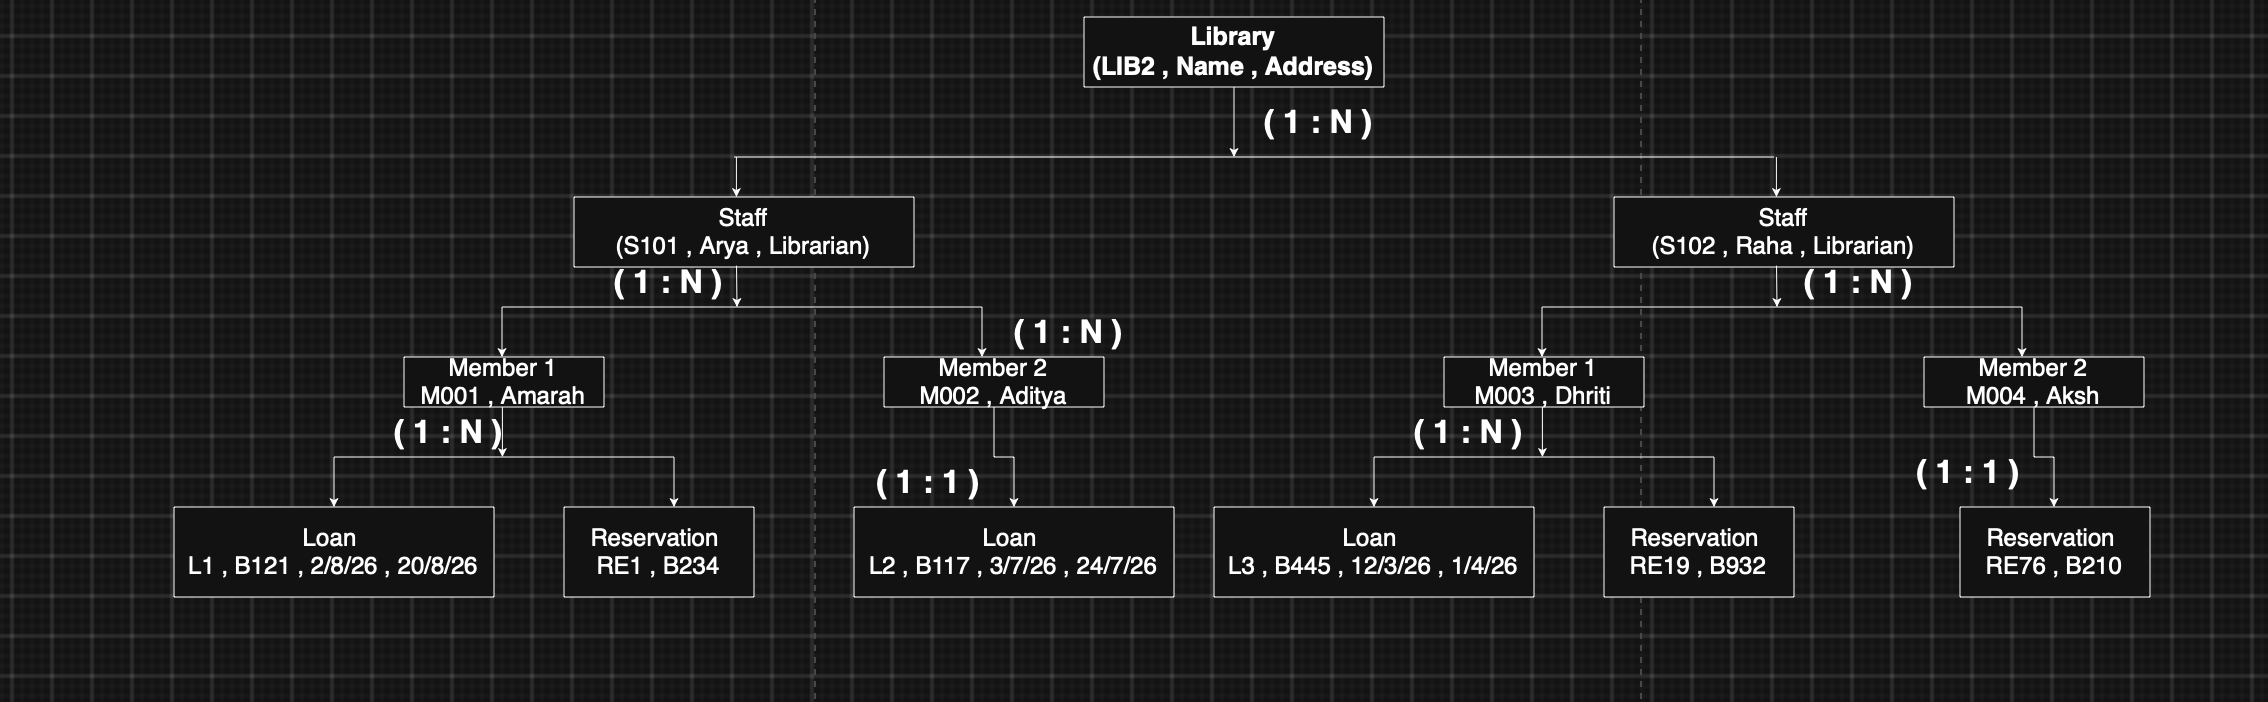 Library
(LIB2 , Name , Address)
( 1 : N )
Staff
(S101 , Arya , Librarian)
Staff
(S102 , Raha , Librarian)
( 1 : N )
( 1 : N )
( 1 : N )
Member 1
M001 , Amarah
Member 2
M002 , Aditya
Member 1
M003 , Dhriti
Member 2
M004 , Aksh
( 1 : N )
( 1 : N )
( 1 : 1 )
( 1 : 1 )
Loan
L1 , B121 , 2/8/26 , 20/8/26
Reservation
RE1 , B234
Loan
L2 , B117 , 3/7/26 , 24/7/26
Loan
L3 , B445 , 12/3/26 , 1/4/26
Reservation
RE19 , B932
Reservation
RE76 , B210